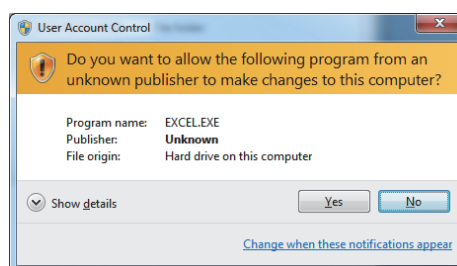 User Account Control
Do you want to allow the following program from an
unknown publisher to make changes to this computer?
Program name: EXCEL.EXE
Publisher: Unknown
File origin: Hard drive on this computer
Show details Yes No
Change when these notifications appear